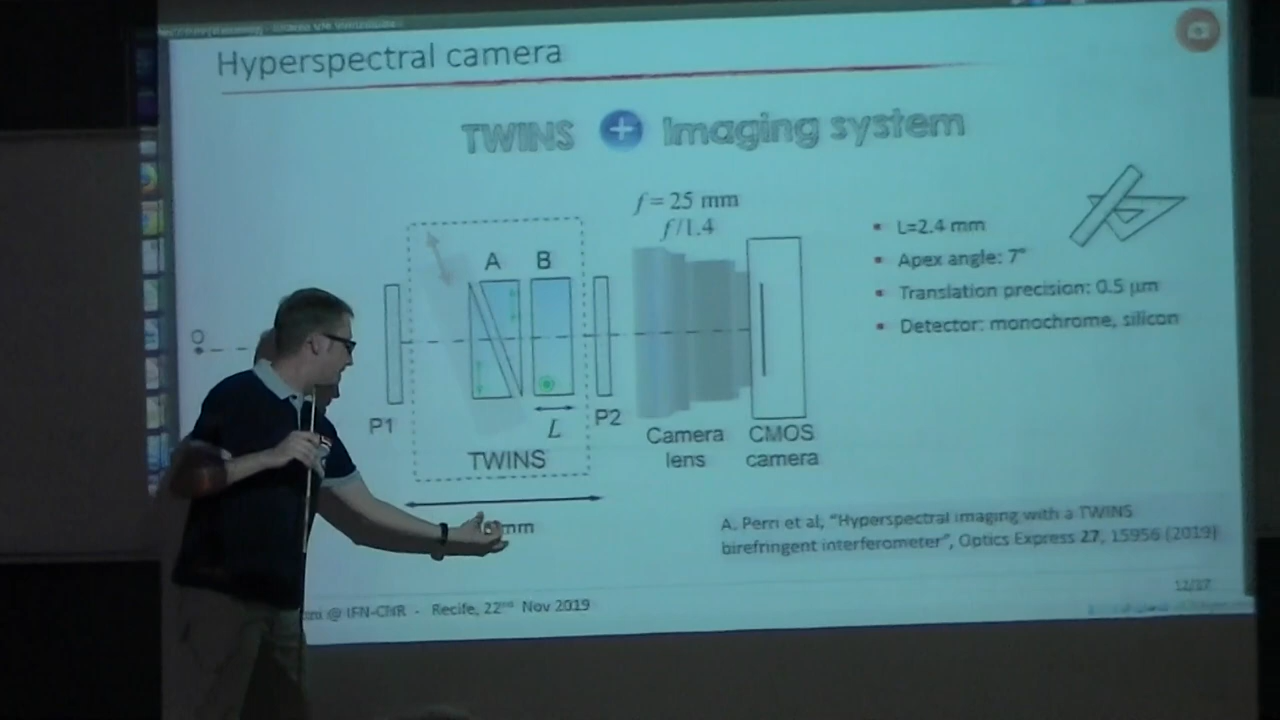 Hyperspectral camera
TWINS + Imaging system
f = 25 mm
f/1.4
L=2.4 mm
Apex angle: 7°
Translation precision: 0.5 μm
Detector: monochrome, silicon
A
B
O
P1
L
P2
TWINS
Camera
lens
CMOS
camera
mm
A. Perri et al, "Hyperspectral imaging with a TWINS
birefringent interferometer", Optics Express 27, 15956 (2019)
@ IFN-CNR - Recife, 22nd Nov 2019